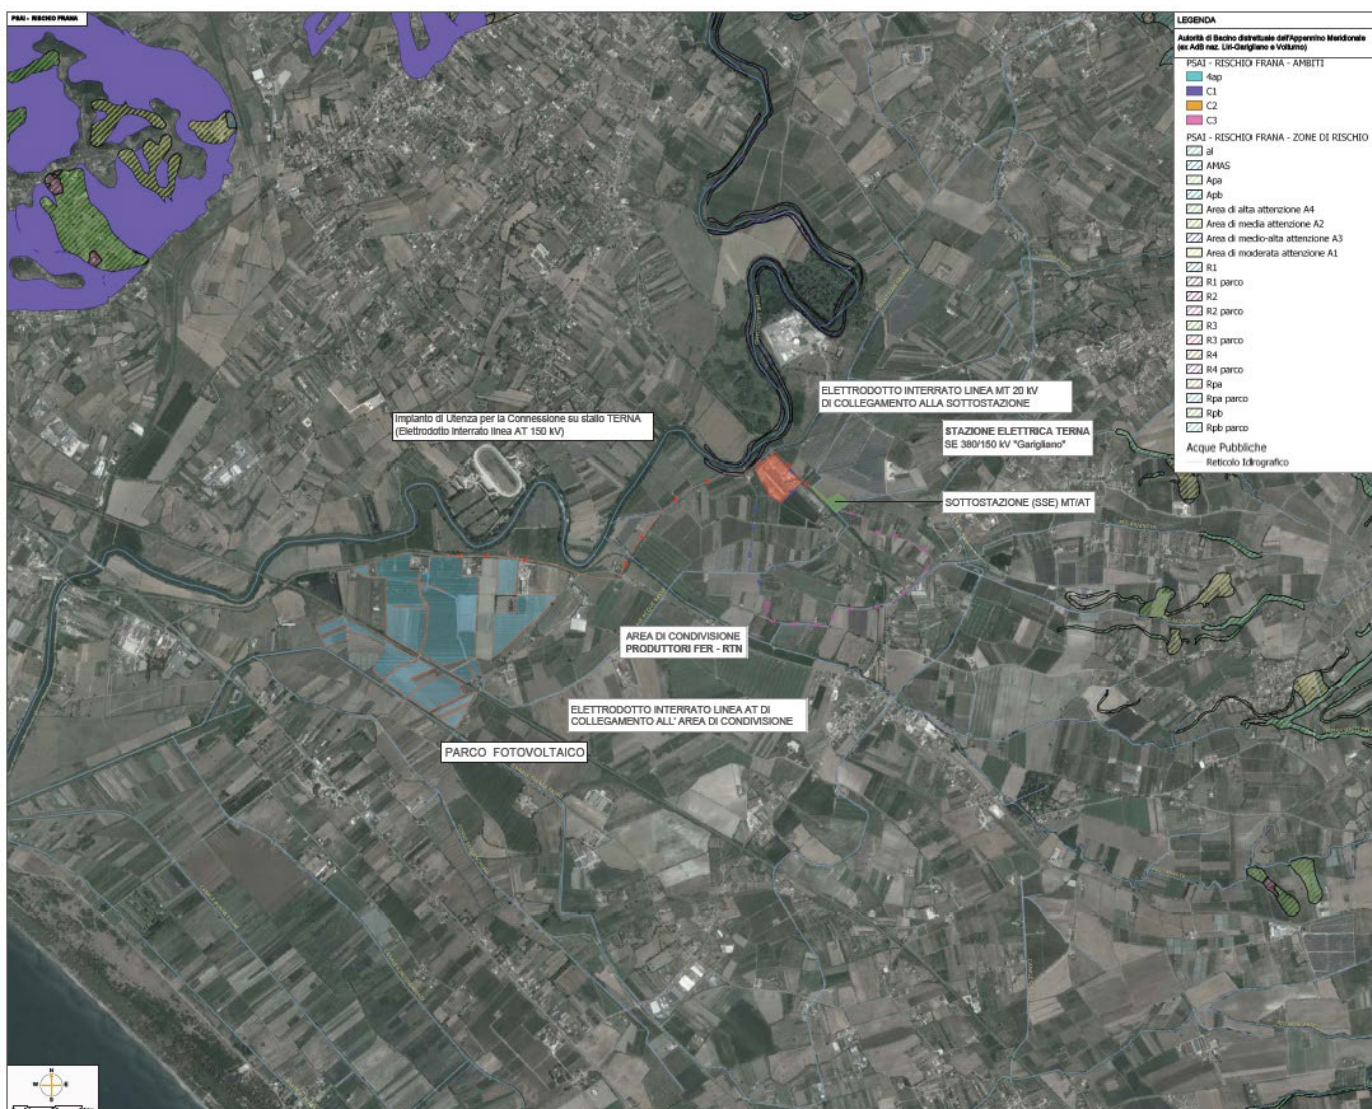 PSAI - RISCHIO FRANA
LEGENDA
Autorità di Bacino distrettuale dell'Appennino Meridionale
(ex AdB naz. Liri-Garigliano e Volturno)
PSAI - RISCHIO FRANA - AMBITI
4ap
C1
C2
C3
PSAI - RISCHIO FRANA - ZONE DI RISCHIO
al
AMAS
Apa
Apb
Area di alta attenzione A4
Area di media attenzione A2
Area di medio-alta attenzione A3
Area di moderata attenzione A1
R1
R1 parco
R2
R2 parco
R3
R3 parco
R4
R4 parco
Rpa
Rpa parco
Rpb
Rpb parco
Acque Pubbliche
Reticolo Idrografico
ELETTRODOTTO INTERRATO LINEA MT 20 kV
DI COLLEGAMENTO ALLA SOTTOSTAZIONE
Impianto di Utenza per la Connessione su stallo TERNA
(Elettrodotto Interrato linea AT 150 kV)
STAZIONE ELETTRICA TERNA
SE 380/150 kV "Garigliano"
SOTTOSTAZIONE (SSE) MT/AT
AREA DI CONDIVISIONE
PRODUTTORI FER - RTN
ELETTRODOTTO INTERRATO LINEA AT DI
COLLEGAMENTO ALL' AREA DI CONDIVISIONE
PARCO FOTOVOLTAICO
N
W E
S